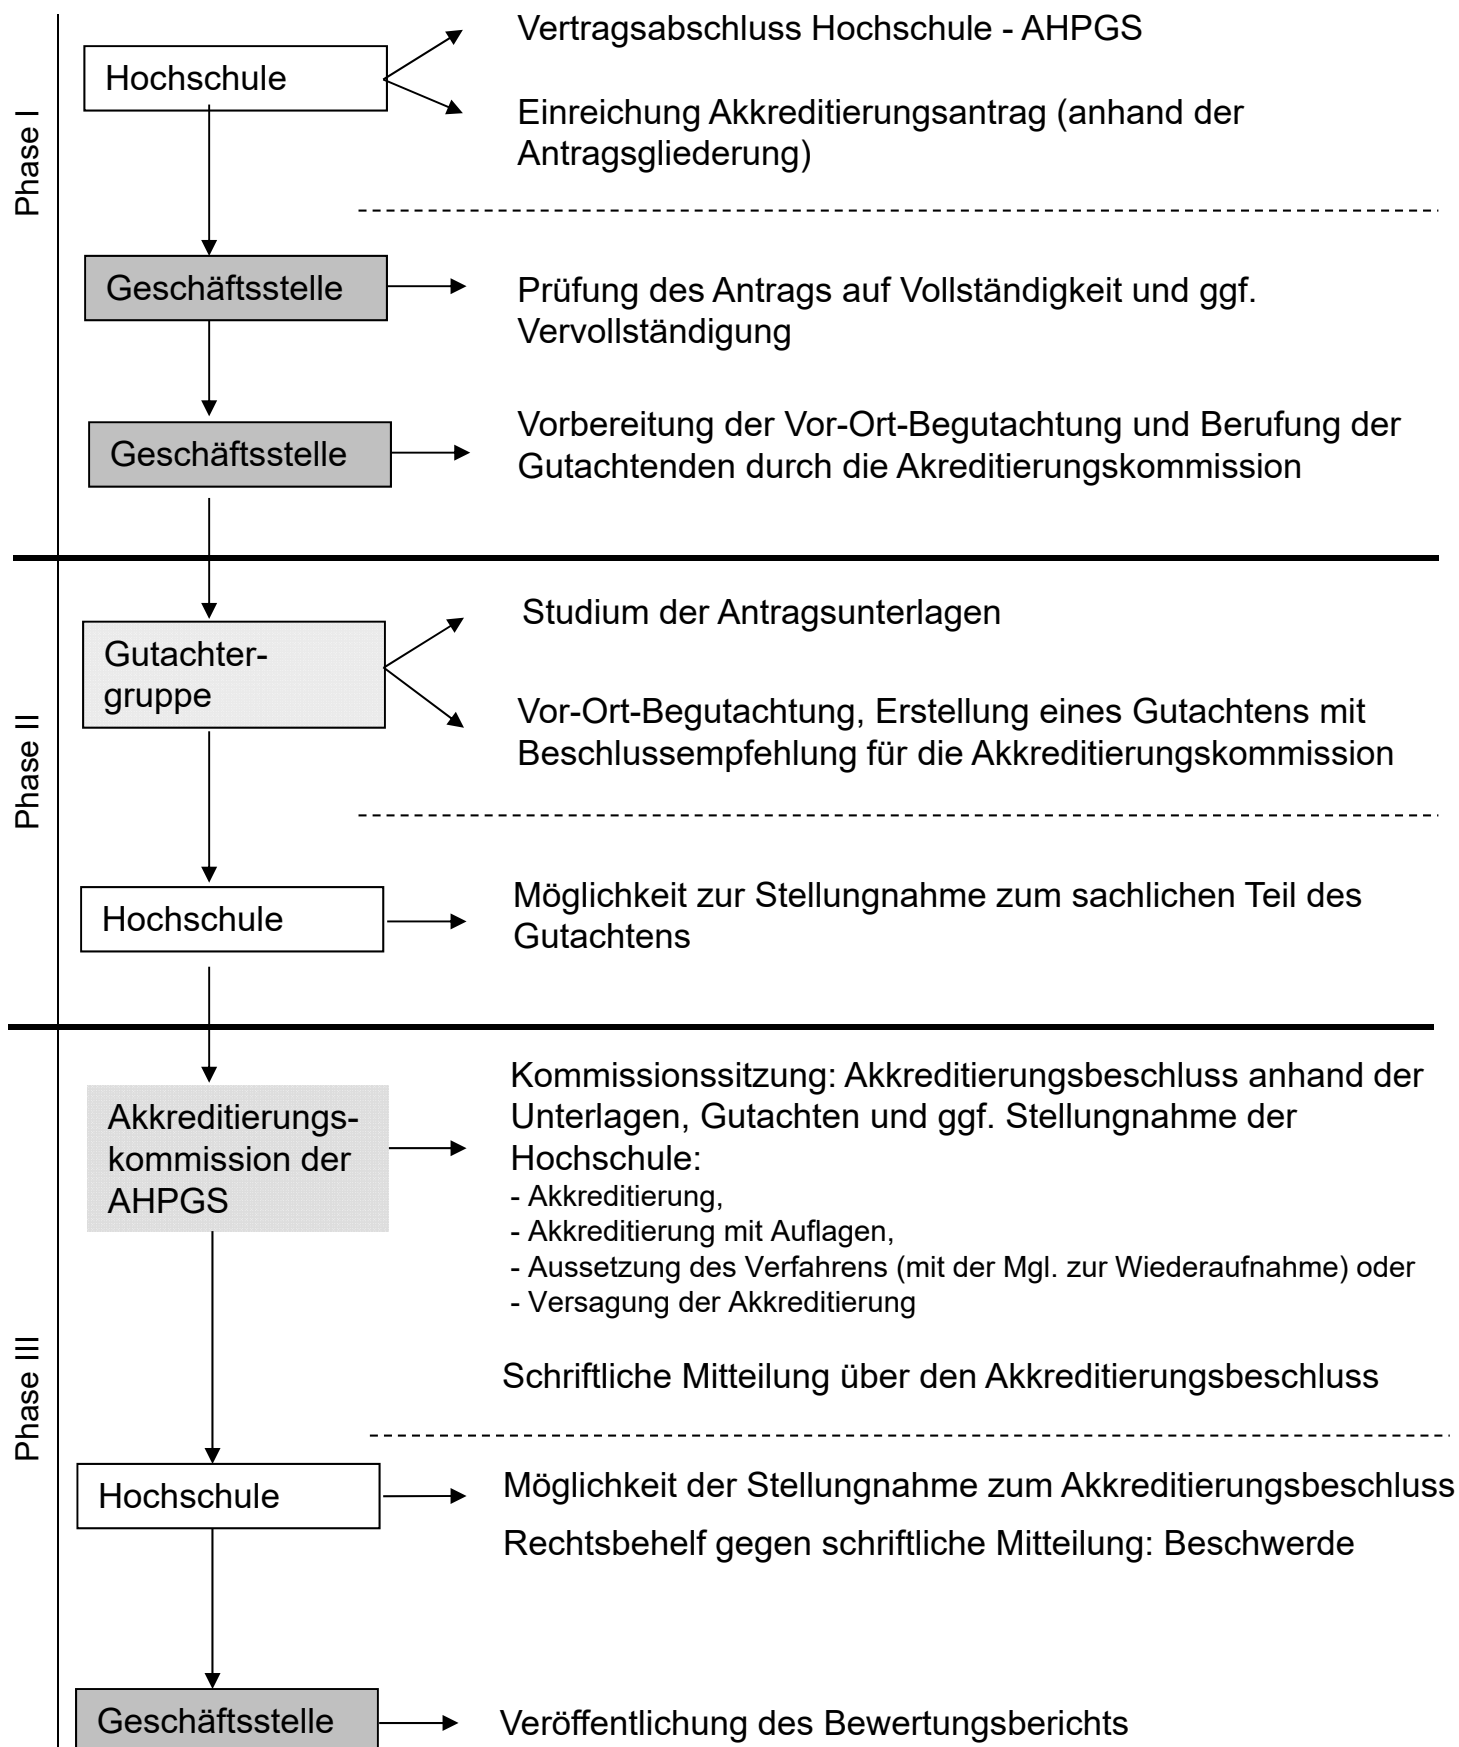 Phase I
Hochschule
Vertragsabschluss Hochschule - AHPGS
Einreichung Akkreditierungsantrag (anhand der
Antragsgliederung)
Geschäftsstelle
Prüfung des Antrags auf Vollständigkeit und ggf.
Vervollständigung
Geschäftsstelle
Vorbereitung der Vor-Ort-Begutachtung und Berufung der
Gutachtenden durch die Akreditierungskommission
Phase II
Gutachter-
gruppe
Studium der Antragsunterlagen
Vor-Ort-Begutachtung, Erstellung eines Gutachtens mit
Beschlussempfehlung für die Akkreditierungskommission
Hochschule
Möglichkeit zur Stellungnahme zum sachlichen Teil des
Gutachtens
Phase III
Akkreditierungs-
kommission der
AHPGS
Kommissionssitzung: Akkreditierungsbeschluss anhand der
Unterlagen, Gutachten und ggf. Stellungnahme der
Hochschule:
- Akkreditierung,
- Akkreditierung mit Auflagen,
- Aussetzung des Verfahrens (mit der Mgl. zur Wiederaufnahme) oder
- Versagung der Akkreditierung
Schriftliche Mitteilung über den Akkreditierungsbeschluss
Hochschule
Möglichkeit der Stellungnahme zum Akkreditierungsbeschluss
Rechtsbehelf gegen schriftliche Mitteilung: Beschwerde
Geschäftsstelle
Veröffentlichung des Bewertungsberichts